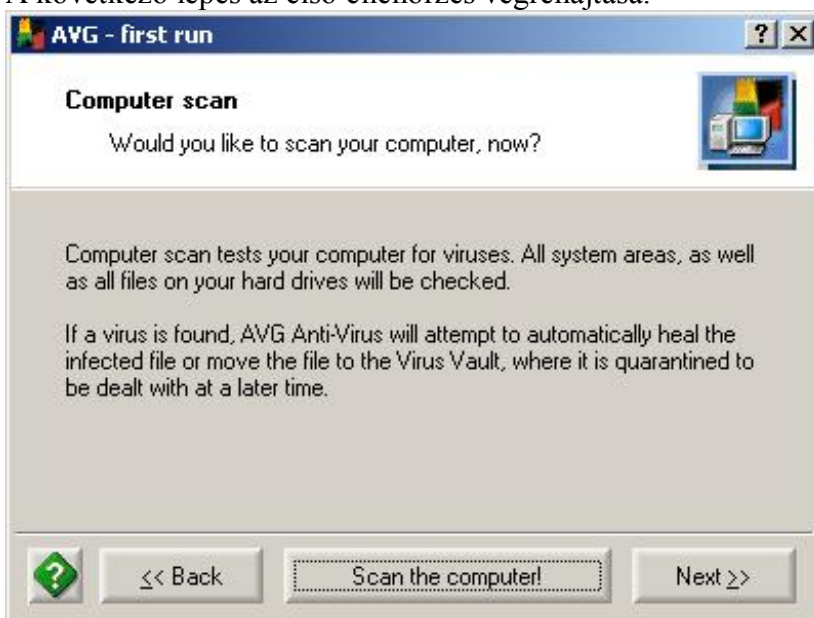 A következő lépés az első ellenőrzés végrehajtása.
AVG - first run
Computer scan
Would you like to scan your computer, now?
Computer scan tests your computer for viruses. All system areas, as well
as all files on your hard drives will be checked.
If a virus is found, AVG Anti-Virus will attempt to automatically heal the
infected file or move the file to the Virus Vault, where it is quarantined to
be dealt with at a later time.
<< Back
Scan the computer!
Next >>